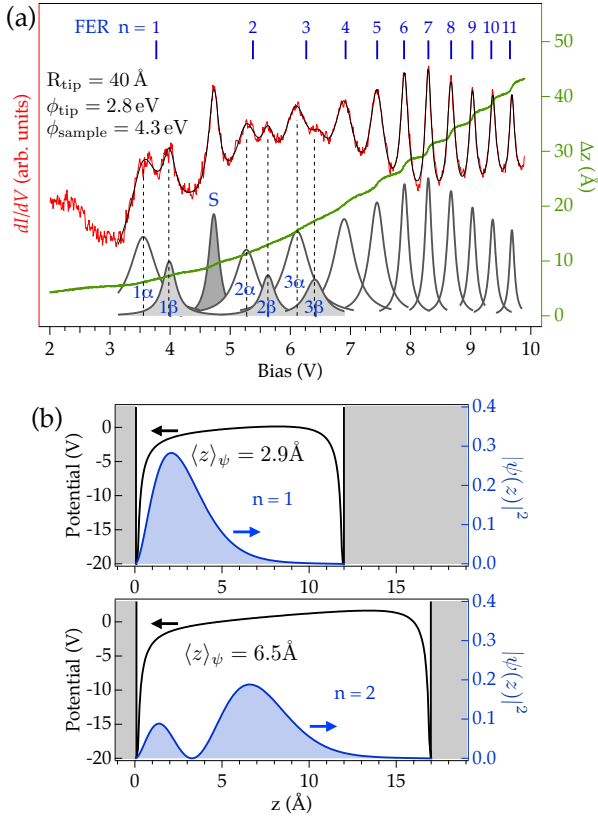 (a)
FER n = 1 2 3 4 5 6 7 8 9 10 11
R_tip = 40 Å
ϕ_tip = 2.8 eV
ϕ_sample = 4.3 eV
dI/dV (arb. units)
S
1α 1β 2α 2β 3α 3β
50
40
30
20
10
0
Δz (Å)
2 3 4 5 6 7 8 9 10
Bias (V)
(b)
0
-5
-10
-15
-20
Potential (V)
⟨z⟩_ψ = 2.9Å
n = 1
0.4
0.3
0.2
0.1
0.0
|ψ(z)|²
0 5 10 15
0
-5
-10
-15
-20
Potential (V)
⟨z⟩_ψ = 6.5Å
n = 2
0.4
0.3
0.2
0.1
0.0
|ψ(z)|²
0 5 10 15
z (Å)